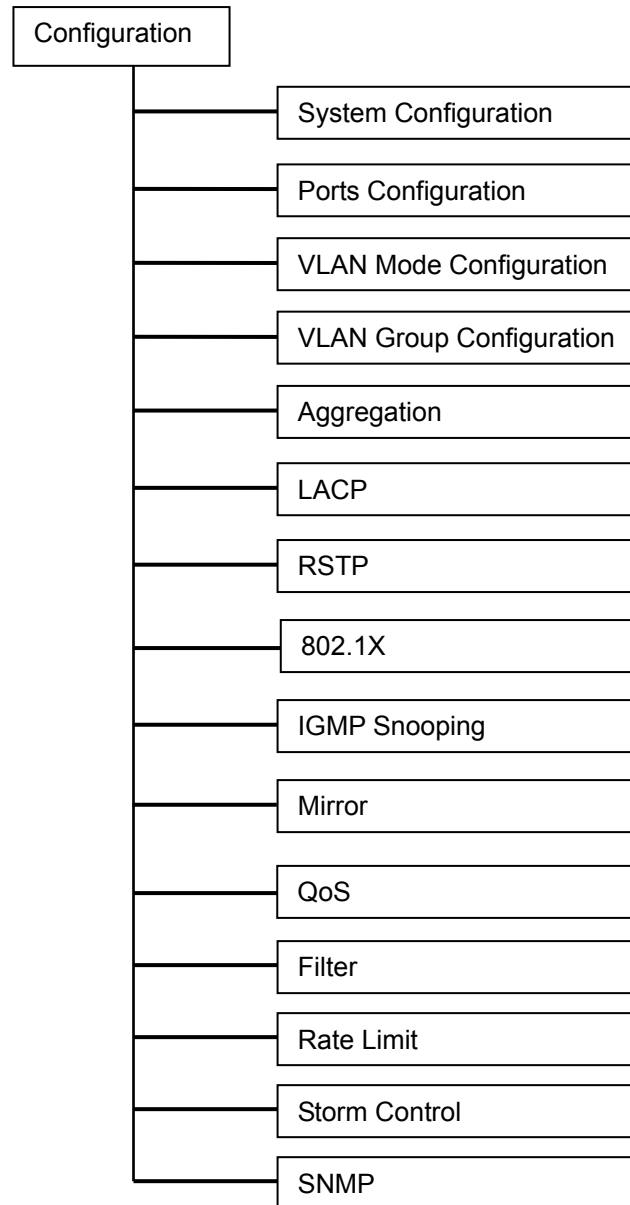 Configuration
System Configuration
Ports Configuration
VLAN Mode Configuration
VLAN Group Configuration
Aggregation
LACP
RSTP
802.1X
IGMP Snooping
Mirror
QoS
Filter
Rate Limit
Storm Control
SNMP